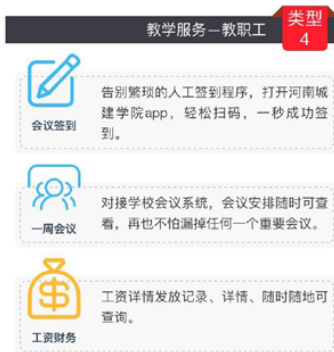 教学服务—教职工
类型
4
告别繁琐的人工签到程序，打开河南城
建学院app，轻松扫码，一秒成功签
到。
会议签到
对接学校会议系统，会议安排随时可查
看，再也不怕漏掉任何一个重要会议。
一周会议
工资详情发放记录、详情、随时随地可
查询。
工资财务